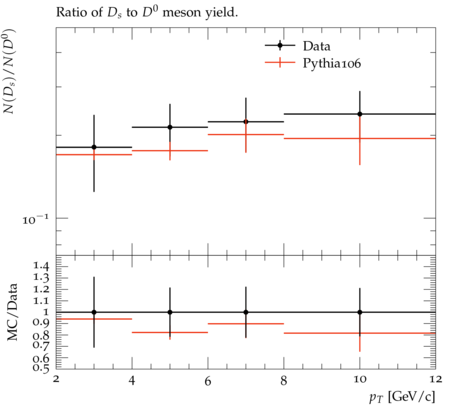 Ratio of D_s to D^0 meson yield.
N(D_s)/N(D^0)
Data
Pythia106
10^−1
MC/Data
1.4
1.3
1.2
1.1
1
0.9
0.8
0.7
0.6
0.5
2 4 6 8 10 12
p_T [GeV/c]